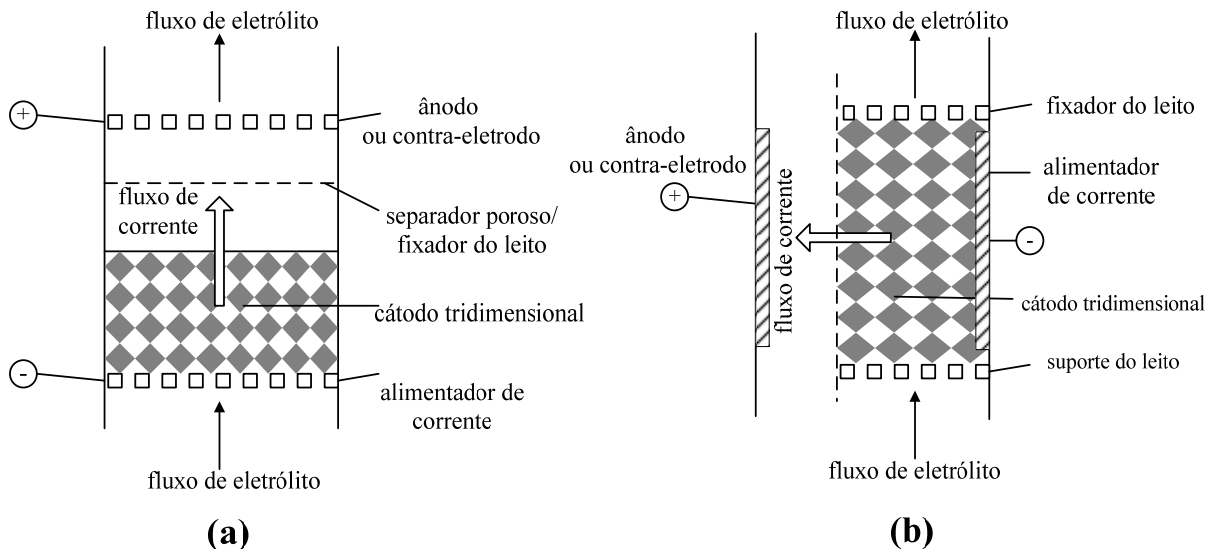 fluxo de eletrólito
+
ânodo
ou contra-eletrodo
fluxo de
corrente
separador poroso/
fixador do leito
cátodo tridimensional
-
alimentador de
corrente
fluxo de eletrólito
(a)
fluxo de eletrólito
fixador do leito
ânodo
ou contra-eletrodo
+
alimentador
de corrente
fluxo de corrente
-
cátodo tridimensional
suporte do leito
fluxo de eletrólito
(b)